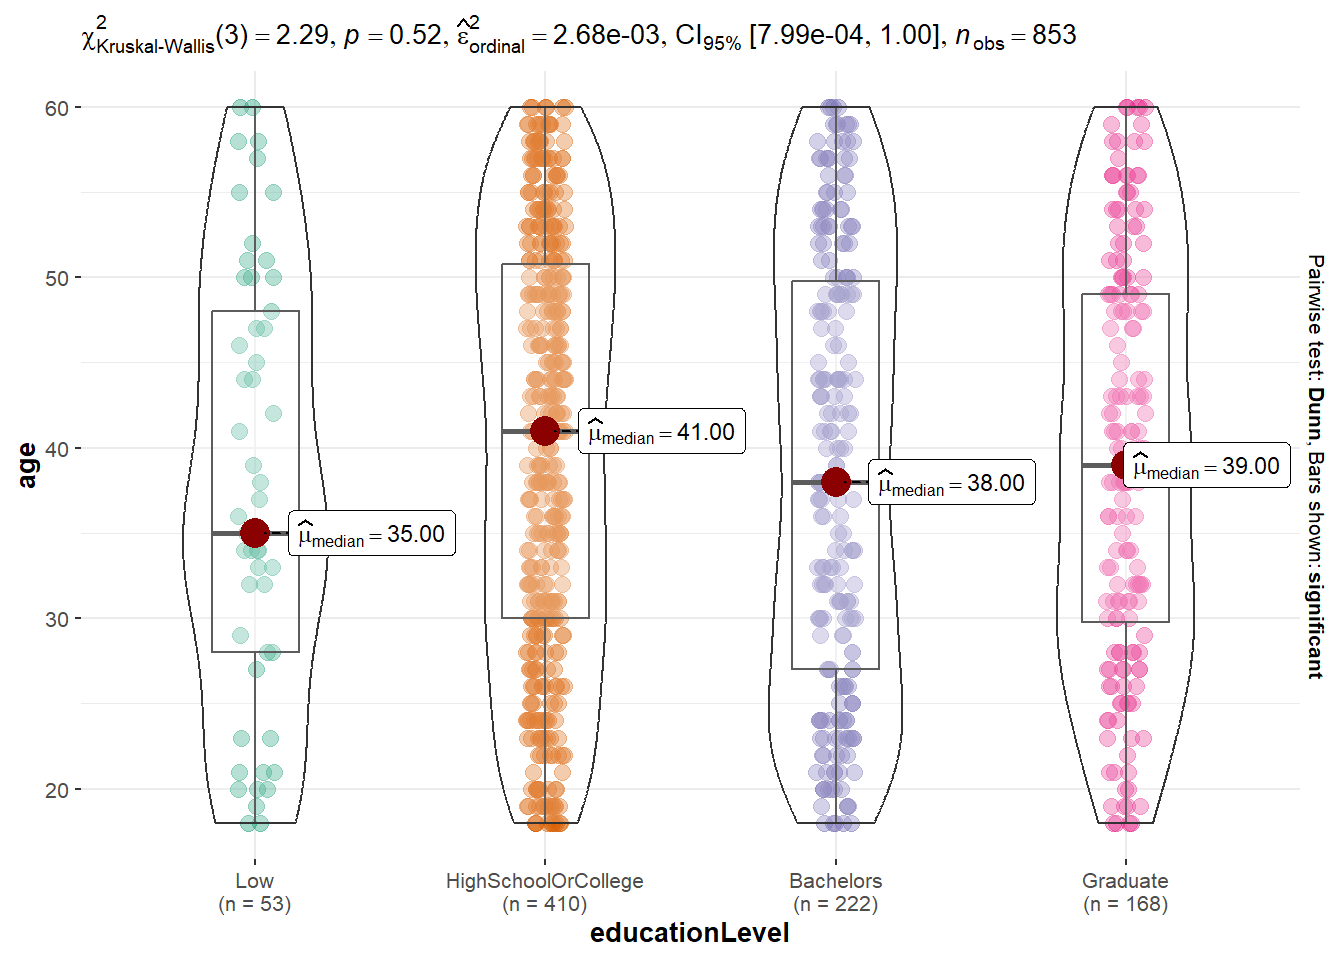 χ²Kruskal-Wallis(3) = 2.29, p = 0.52, ε̂²ordinal = 2.68e-03, CI95% [7.99e-04, 1.00], nobs = 853
60
50
40
30
20
age
μ̂median = 35.00
μ̂median = 41.00
μ̂median = 38.00
μ̂median = 39.00
Pairwise test: Dunn, Bars shown: significant
Low
(n = 53)
HighSchoolOrCollege
(n = 410)
Bachelors
(n = 222)
Graduate
(n = 168)
educationLevel